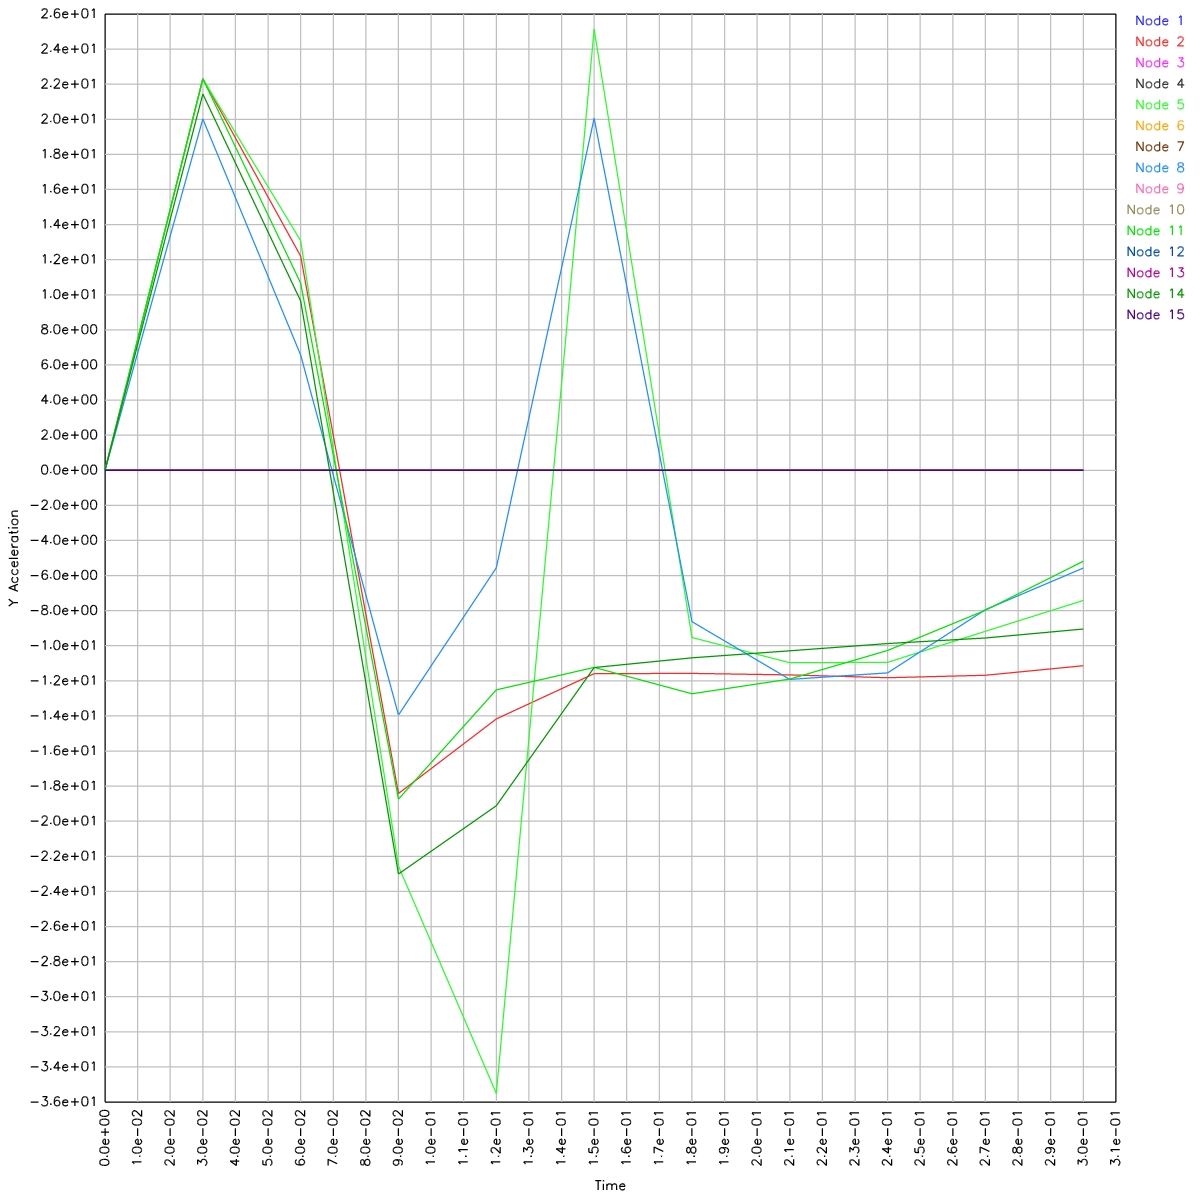 2.6e+01
2.4e+01
2.2e+01
2.0e+01
1.8e+01
1.6e+01
1.4e+01
1.2e+01
1.0e+01
8.0e+00
6.0e+00
4.0e+00
2.0e+00
0.0e+00
−2.0e+00
−4.0e+00
−6.0e+00
−8.0e+00
−1.0e+01
−1.2e+01
−1.4e+01
−1.6e+01
−1.8e+01
−2.0e+01
−2.2e+01
−2.4e+01
−2.6e+01
−2.8e+01
−3.0e+01
−3.2e+01
−3.4e+01
−3.6e+01
Y Acceleration
0.0e+00
1.0e−02
2.0e−02
3.0e−02
4.0e−02
5.0e−02
6.0e−02
7.0e−02
8.0e−02
9.0e−02
1.0e−01
1.1e−01
1.2e−01
1.3e−01
1.4e−01
1.5e−01
1.6e−01
1.7e−01
1.8e−01
1.9e−01
2.0e−01
2.1e−01
2.2e−01
2.3e−01
2.4e−01
2.5e−01
2.6e−01
2.7e−01
2.8e−01
2.9e−01
3.0e−01
3.1e−01
Time
Node 1
Node 2
Node 3
Node 4
Node 5
Node 6
Node 7
Node 8
Node 9
Node 10
Node 11
Node 12
Node 13
Node 14
Node 15